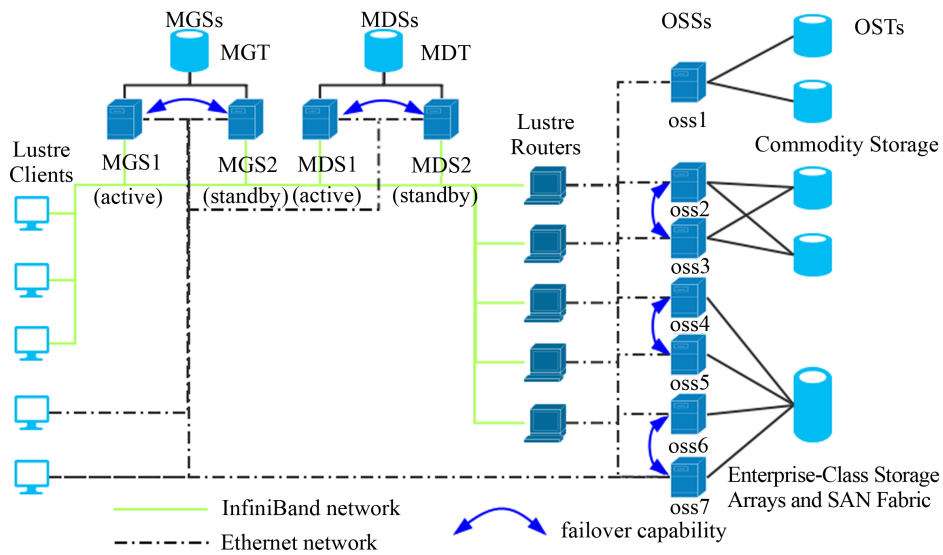 MGSs
MDSs
OSSs
OSTs
MGT
MDT
oss1
Lustre
Clients
MGS1
(active)
MGS2
(standby)
MDS1
(active)
MDS2
(standby)
Lustre
Routers
Commodity Storage
oss2
oss3
oss4
oss5
oss6
oss7
Enterprise-Class Storage
Arrays and SAN Fabric
InfiniBand network
Ethernet network
failover capability